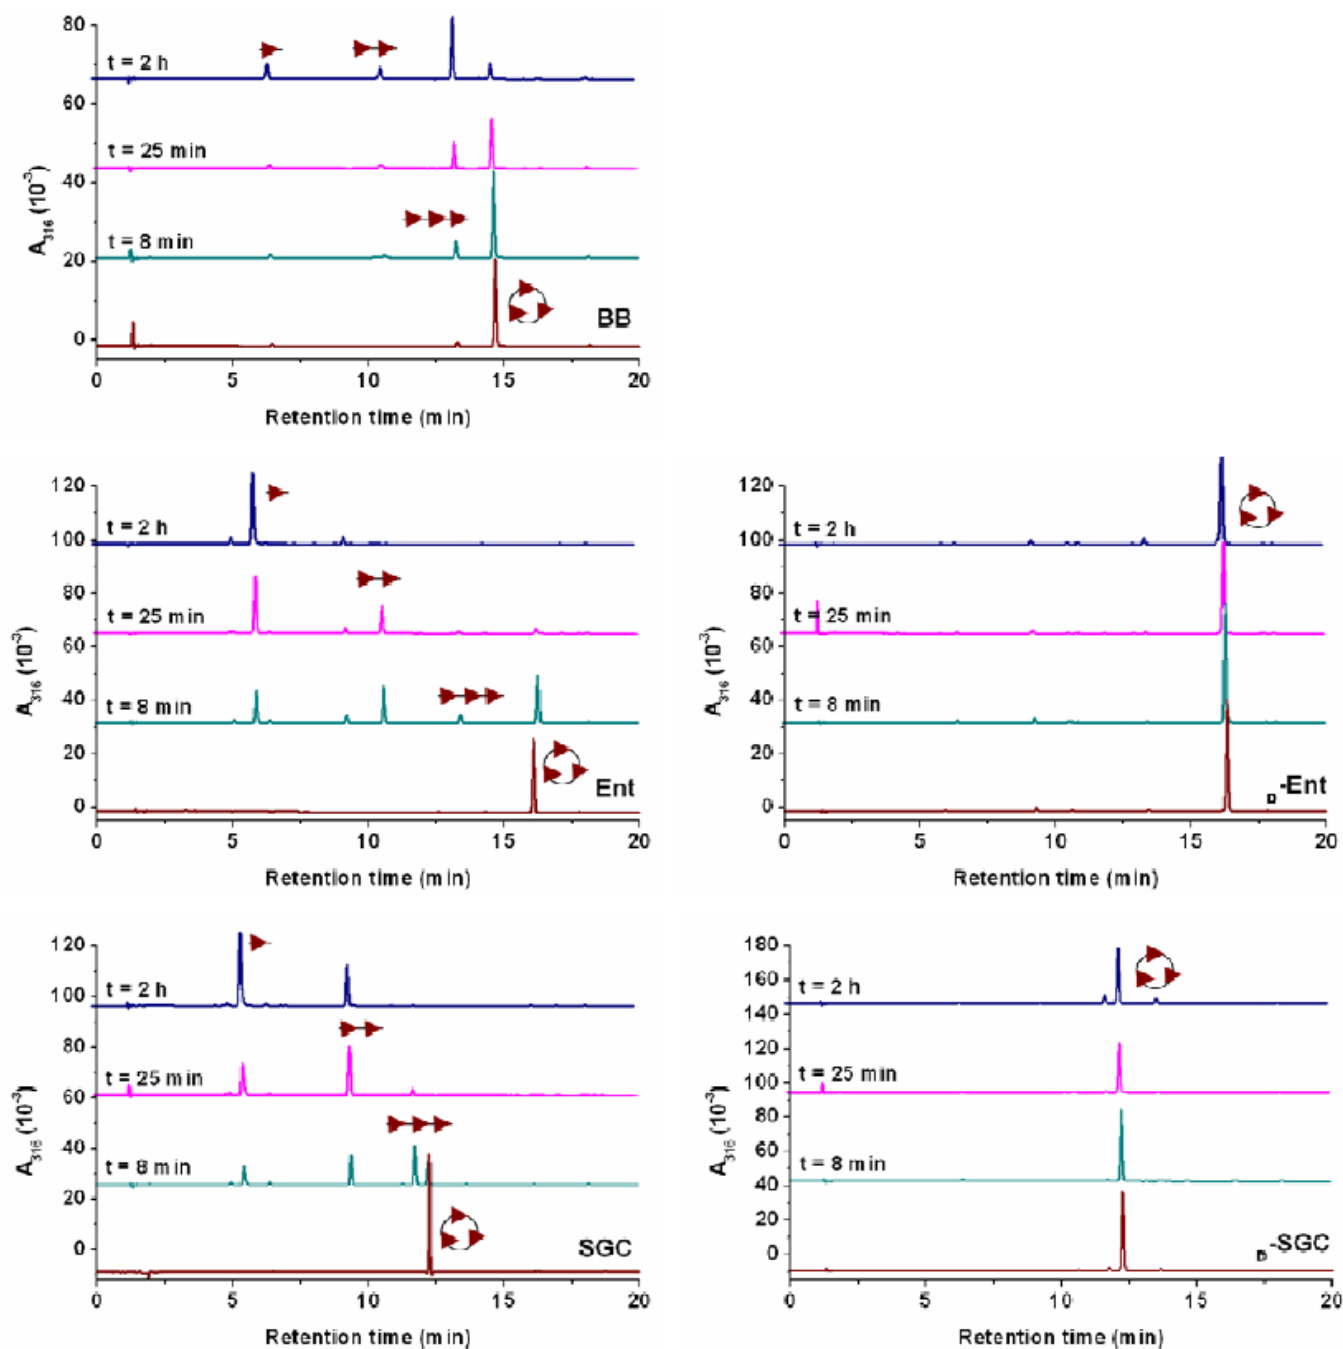 80
60
40
20
0
A316 (10-3)
t = 2 h
t = 25 min
t = 8 min
BB
0 5 10 15 20
Retention time (min)
120
100
80
60
40
20
0
A316 (10-3)
t = 2 h
t = 25 min
t = 8 min
Ent
0 5 10 15 20
Retention time (min)
120
100
80
60
40
20
0
A316 (10-3)
t = 2 h
t = 25 min
t = 8 min
D-Ent
0 5 10 15 20
Retention time (min)
120
100
80
60
40
20
0
A316 (10-3)
t = 2 h
t = 25 min
t = 8 min
SGC
0 5 10 15 20
Retention time (min)
180
160
140
120
100
80
60
40
0
A316 (10-3)
t = 2 h
t = 25 min
t = 8 min
D-SGC
0 5 10 15 20
Retention time (min)